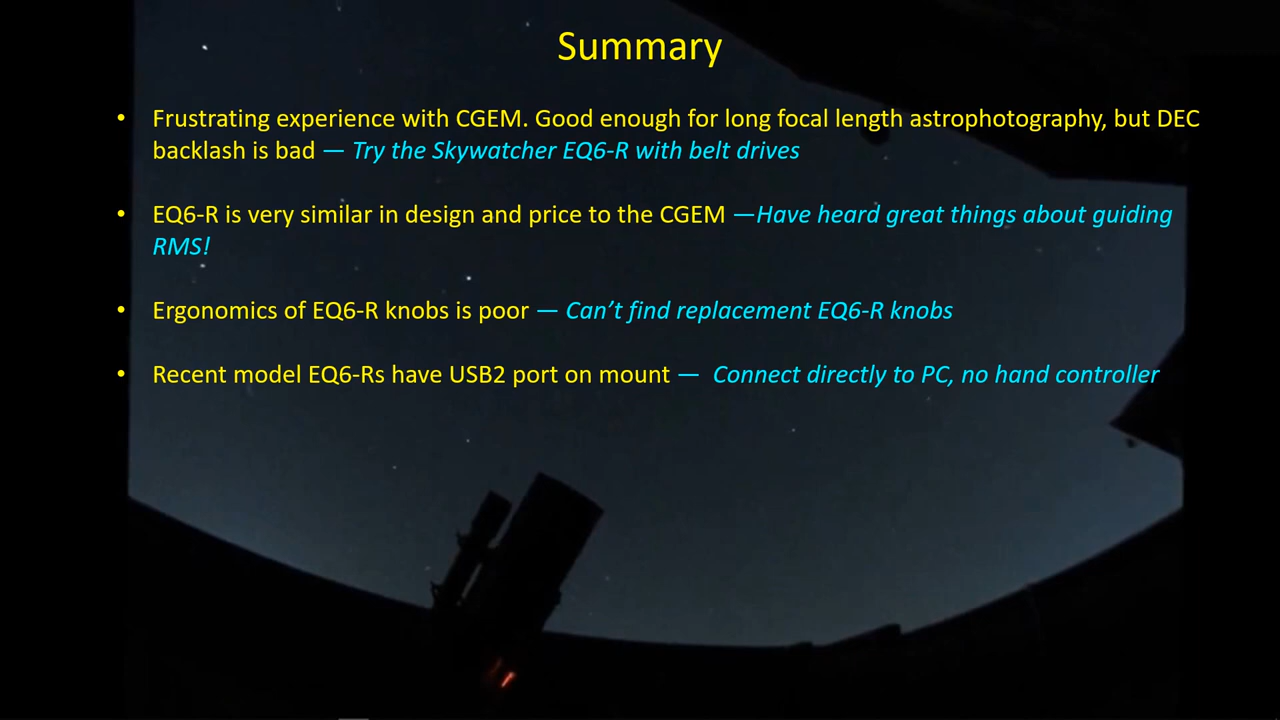 Summary
• Frustrating experience with CGEM. Good enough for long focal length astrophotography, but DEC
backlash is bad — Try the Skywatcher EQ6-R with belt drives
• EQ6-R is very similar in design and price to the CGEM —Have heard great things about guiding
RMS!
• Ergonomics of EQ6-R knobs is poor — Can’t find replacement EQ6-R knobs
• Recent model EQ6-Rs have USB2 port on mount — Connect directly to PC, no hand controller